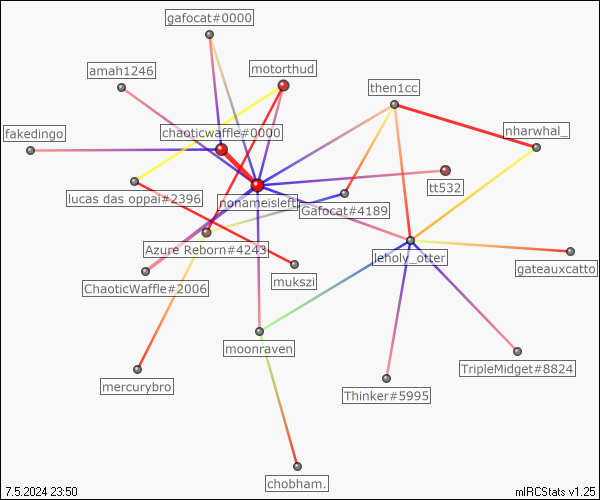 gafocat#0000
amah1246
motorthud
then1cc
chaoticwaffle#0000
nharwhal_
fakedingo
tt532
lucas das oppai#2396
nonameisleft
Gafocat#4189
Azure Reborn#4243
leholy_otter
gateauxcatto
mukszi
ChaoticWaffle#2006
moonraven
TripleMidget#8824
mercurybro
Thinker#5995
chobham.
7.5.2024 23:50
mIRCStats v1.25